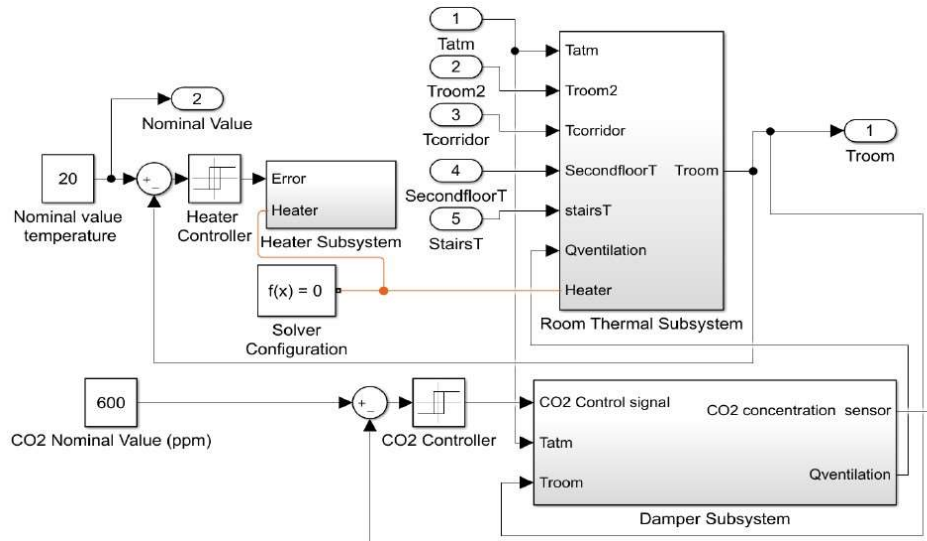 1
Tatm
2
Troom2
3
Tcorridor
4
SecondfloorT
5
StairsT
2
Nominal Value
20
Nominal value
temperature
+
−
Heater
Controller
Error
Heater
Heater Subsystem
f(x) = 0
Solver
Configuration
Tatm
Troom2
Tcorridor
SecondfloorT
stairsT
Qventilation
Heater
Troom
Room Thermal Subsystem
1
Troom
600
CO2 Nominal Value (ppm)
+
−
CO2 Controller
CO2 Control signal
Tatm
Troom
CO2 concentration sensor
Qventilation
Damper Subsystem